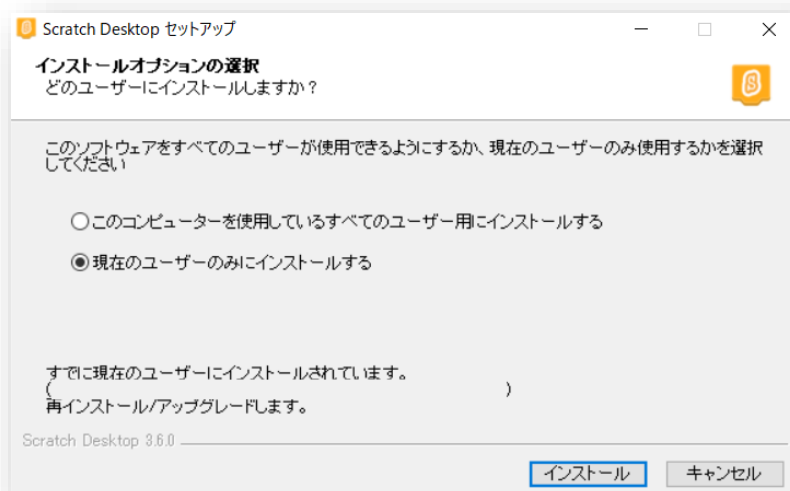 Scratch Desktop セットアップ
インストールオプションの選択
どのユーザーにインストールしますか？
このソフトウェアをすべてのユーザーが使用できるようにするか、現在のユーザーのみ使用するかを選択
してください
このコンピューターを使用しているすべてのユーザー用にインストールする
現在のユーザーのみにインストールする
すでに現在のユーザーにインストールされています。
( )
再インストール/アップグレードします。
Scratch Desktop 3.6.0
インストール キャンセル